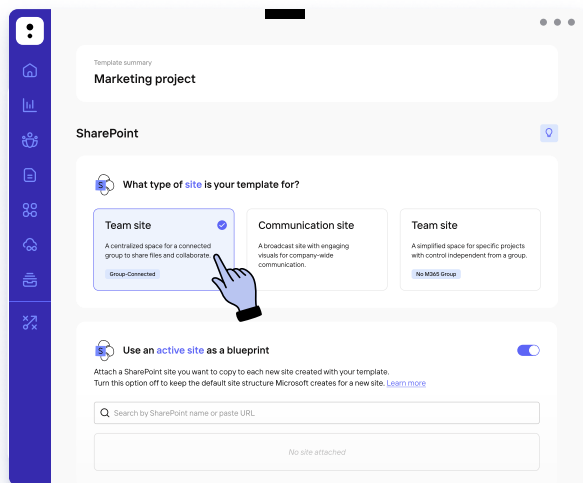 Template summary
Marketing project
SharePoint
S
What type of site is your template for?
Team site
A centralized space for a connected
group to share files and collaborate.
Group-Connected
Communication site
A broadcast site with engaging
visuals for company-wide
communication.
Team site
A simplified space for specific projects
with control independent from a group.
No M365 Group
S
Use an active site as a blueprint
Attach a SharePoint site you want to copy to each new site created with your template.
Turn this option off to keep the default site structure Microsoft creates for a new site. Learn more
Search by SharePoint name or paste URL
No site attached